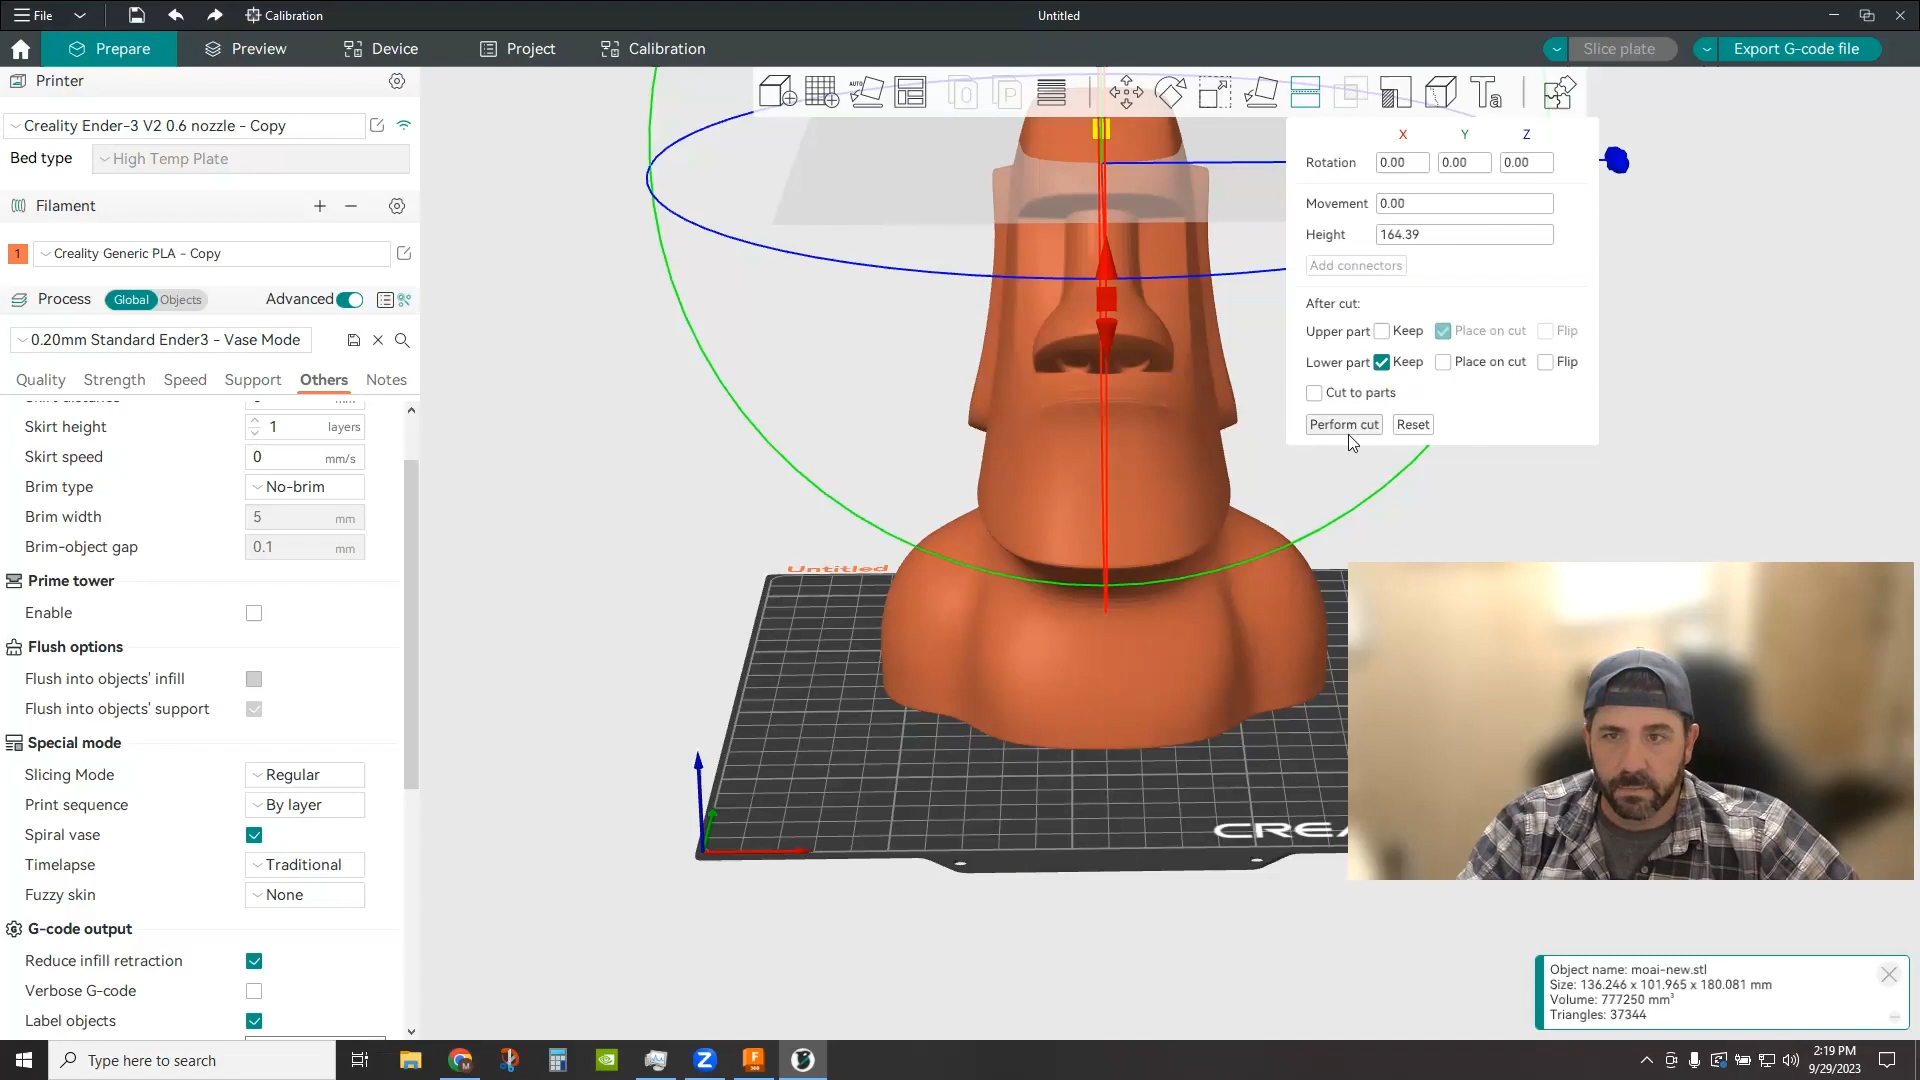 File
Calibration
Untitled
Prepare
Preview
Device
Project
Calibration
Slice plate
Export G-code file
Printer
Creality Ender-3 V2 0.6 nozzle - Copy
Bed type
High Temp Plate
Filament
1
Creality Generic PLA - Copy
Process
Global
Objects
Advanced
0.20mm Standard Ender3 - Vase Mode
Quality
Strength
Speed
Support
Others
Notes
Skirt height
1
layers
Skirt speed
0
mm/s
Brim type
No-brim
Brim width
5
mm
Brim-object gap
0.1
mm
Prime tower
Enable
Flush options
Flush into objects' infill
Flush into objects' support
Special mode
Slicing Mode
Regular
Print sequence
By layer
Spiral vase
Timelapse
Traditional
Fuzzy skin
None
G-code output
Reduce infill retraction
Verbose G-code
Label objects
AUTO
O
P
Ta
X Y Z
Rotation 0.00 0.00 0.00
Movement 0.00
Height 164.39
Add connectors
After cut:
Upper part Keep Place on cut Flip
Lower part Keep Place on cut Flip
Cut to parts
Perform cut Reset
Untitled
Object name: moai-new.stl
Size: 136.246 x 101.965 x 180.081 mm
Volume: 777250 mm³
Triangles: 37344
Type here to search
2:19 PM
9/29/2023